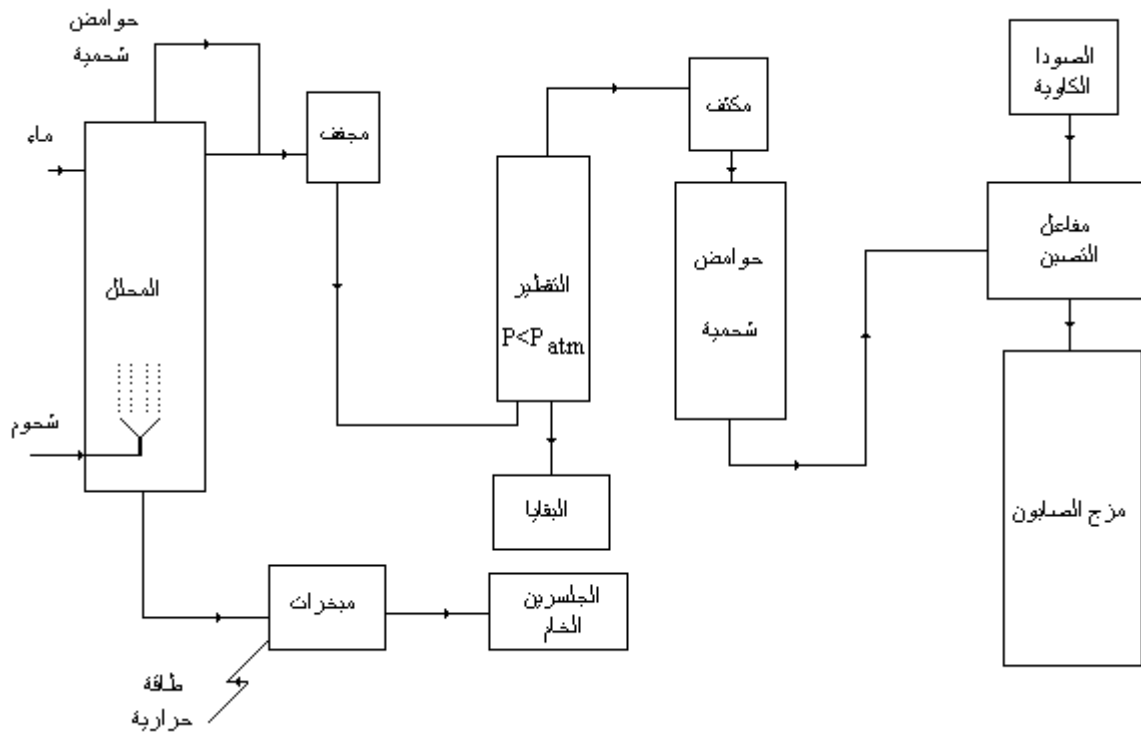 حوامض
شحمية
ماء
مجفف
مكثف
الصودا
الكاوية
المحلل
شحوم
التقطير
P<P atm
حوامض
شحمية
مفاعل
التصبن
البقايا
مزج الصابون
مبخرات
الجلسرين
الخام
طاقة
حرارية